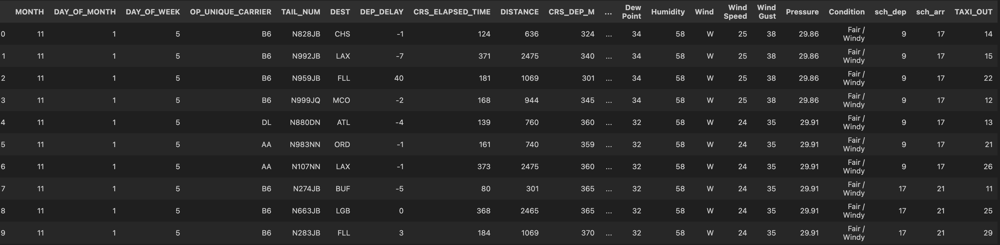 MONTH DAY_OF_MONTH DAY_OF_WEEK OP_UNIQUE_CARRIER TAIL_NUM DEST DEP_DELAY CRS_ELAPSED_TIME DISTANCE CRS_DEP_M ... Dew Point Humidity Wind Wind Speed Wind Gust Pressure Condition sch_dep sch_arr TAXI_OUT
0 11 1 5 B6 N828JB CHS -1 124 636 324 ... 34 58 W 25 38 29.86 Fair / Windy 9 17 14
1 11 1 5 B6 N992JB LAX -7 371 2475 340 ... 34 58 W 25 38 29.86 Fair / Windy 9 17 15
2 11 1 5 B6 N959JB FLL 40 181 1069 301 ... 34 58 W 25 38 29.86 Fair / Windy 9 17 22
3 11 1 5 B6 N999JQ MCO -2 168 944 345 ... 34 58 W 25 38 29.86 Fair / Windy 9 17 12
4 11 1 5 DL N880DN ATL -4 139 760 360 ... 32 58 W 24 35 29.91 Fair / Windy 9 17 13
5 11 1 5 AA N983NN ORD -1 161 740 359 ... 32 58 W 24 35 29.91 Fair / Windy 9 17 21
6 11 1 5 AA N107NN LAX -1 373 2475 360 ... 32 58 W 24 35 29.91 Fair / Windy 9 17 26
7 11 1 5 B6 N274JB BUF -5 80 301 365 ... 32 58 W 24 35 29.91 Fair / Windy 17 21 11
8 11 1 5 B6 N663JB LGB 0 368 2465 365 ... 32 58 W 24 35 29.91 Fair / Windy 17 21 25
9 11 1 5 B6 N283JB FLL 3 184 1069 370 ... 32 58 W 24 35 29.91 Fair / Windy 17 21 29